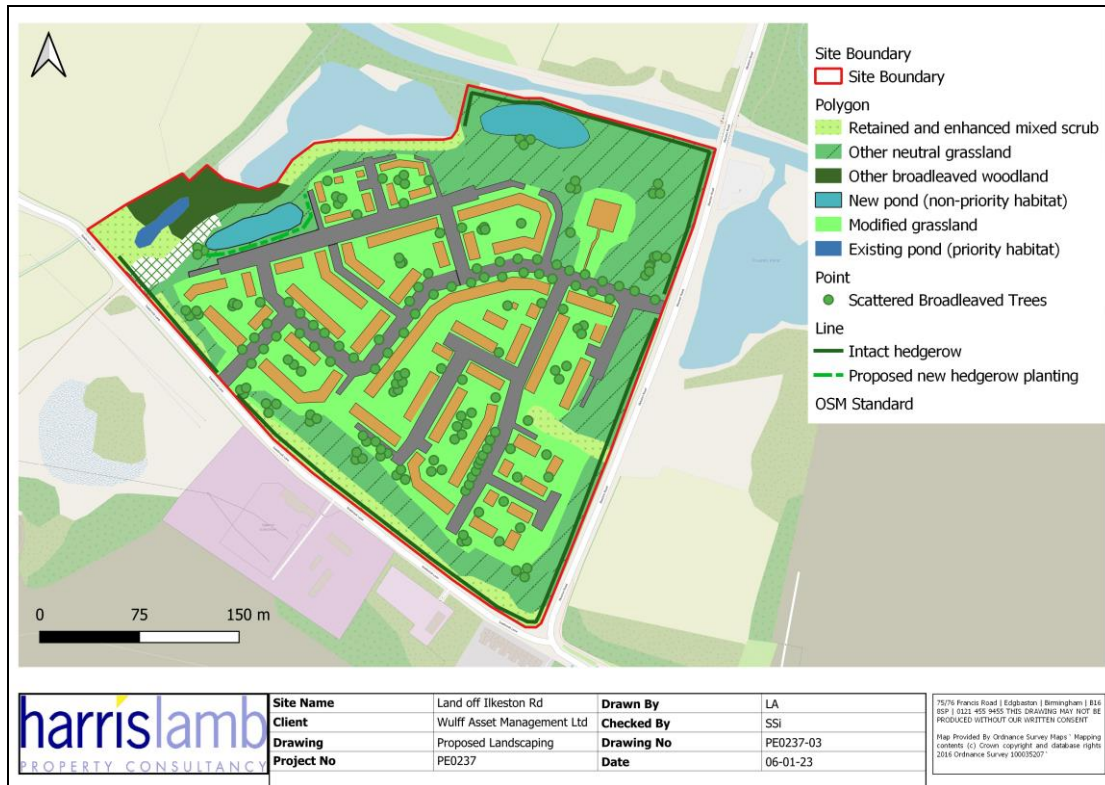 Site Boundary
Site Boundary
Polygon
Retained and enhanced mixed scrub
Other neutral grassland
Other broadleaved woodland
New pond (non-priority habitat)
Modified grassland
Existing pond (priority habitat)
Point
Scattered Broadleaved Trees
Line
Intact hedgerow
Proposed new hedgerow planting
OSM Standard
0 75 150 m
harrislamb
PROPERTY CONSULTANCY
Site Name Land off Ilkeston Rd Drawn By LA
Client Wulff Asset Management Ltd Checked By SSi
Drawing Proposed Landscaping Drawing No PE0237-03
Project No PE0237 Date 06-01-23
75/76 Francis Road | Edgbaston | Birmingham | B16
8SP | 0121 455 9455 THIS DRAWING MAY NOT BE
PRODUCED WITHOUT OUR WRITTEN CONSENT
Map Provided By Ordnance Survey Maps ' Mapping
contents (c) Crown copyright and database rights
2016 Ordnance Survey 100035207 '